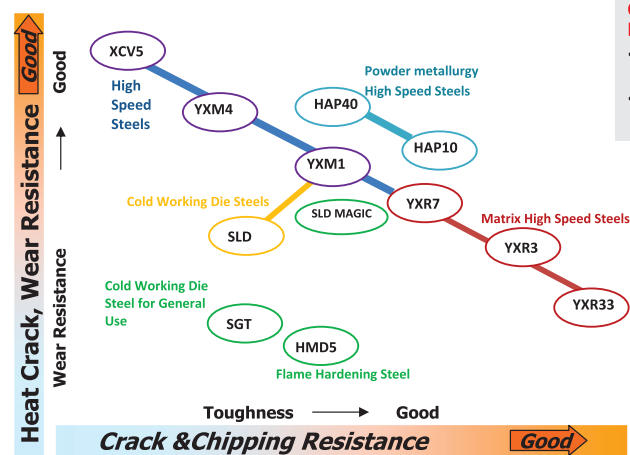 Good
Heat Crack, Wear Resistance
Good
Wear Resistance
XCV5
High
Speed
Steels
YXM4
Powder metallurgy
High Speed Steels
HAP40
HAP10
YXM1
Cold Working Die Steels
SLD
SLD MAGIC
YXR7
Matrix High Speed Steels
YXR3
YXR33
Cold Working Die
Steel for General
Use
SGT
HMD5
Flame Hardening Steel
Toughness
Good
Crack &Chipping Resistance
Good